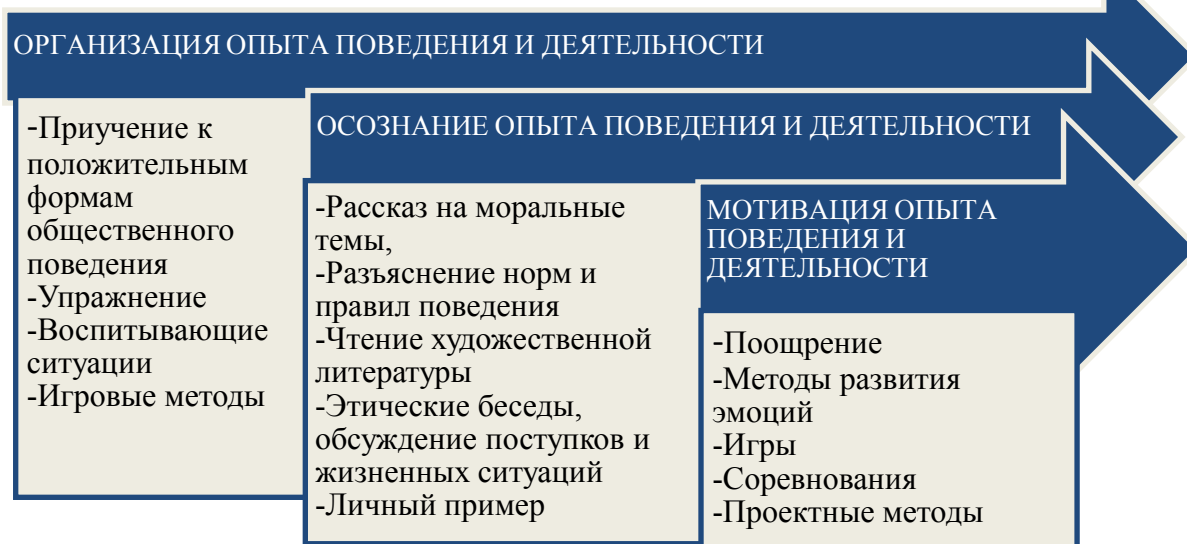 ОРГАНИЗАЦИЯ ОПЫТА ПОВЕДЕНИЯ И ДЕЯТЕЛЬНОСТИ
-Приучение к
положительным
формам
общественного
поведения
-Упражнение
-Воспитывающие
ситуации
-Игровые методы
ОСОЗНАНИЕ ОПЫТА ПОВЕДЕНИЯ И ДЕЯТЕЛЬНОСТИ
-Рассказ на моральные
темы,
-Разъяснение норм и
правил поведения
-Чтение художественной
литературы
-Этические беседы,
обсуждение поступков и
жизненных ситуаций
-Личный пример
МОТИВАЦИЯ ОПЫТА
ПОВЕДЕНИЯ И
ДЕЯТЕЛЬНОСТИ
-Поощрение
-Методы развития
эмоций
-Игры
-Соревнования
-Проектные методы